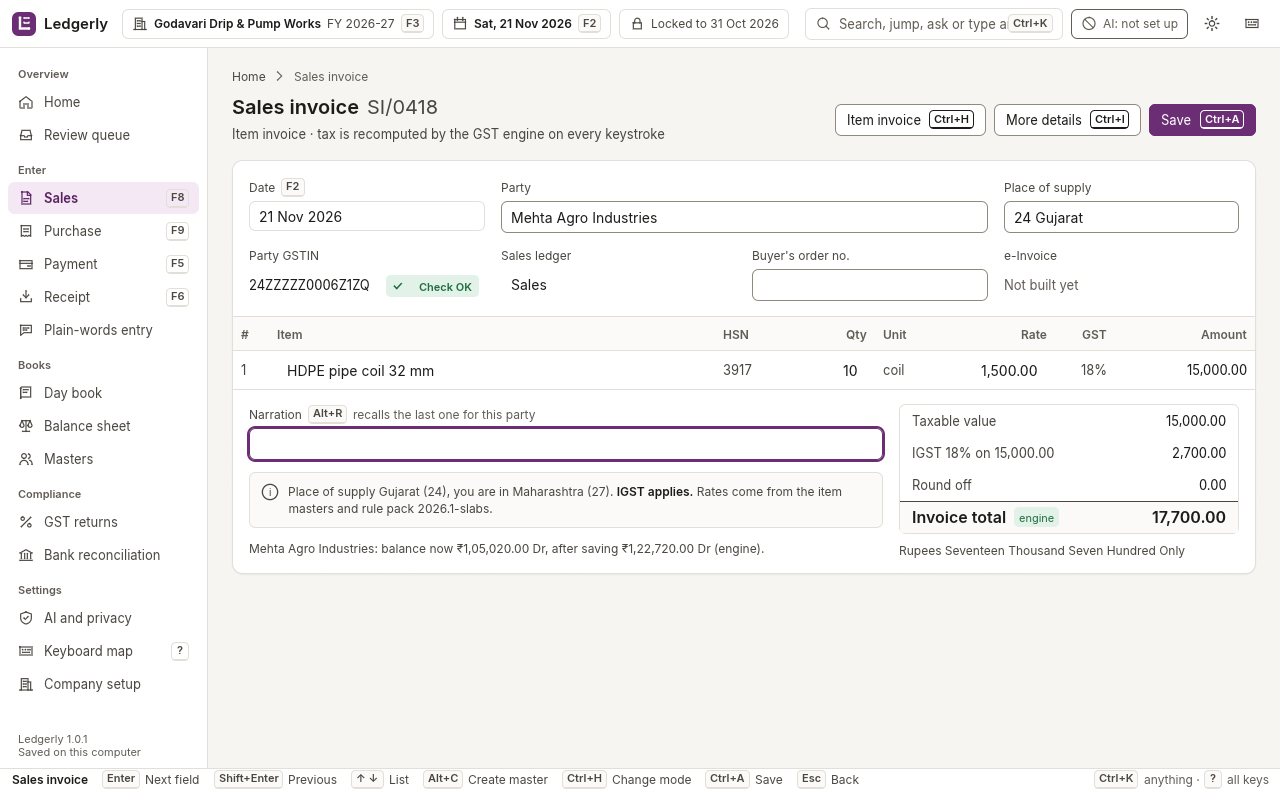 Ledgerly
Godavari Drip & Pump Works FY 2026-27 F3
Sat, 21 Nov 2026 F2
Locked to 31 Oct 2026
Search, jump, ask or type a Ctrl+K
AI: not set up
Overview
Home
Review queue
Enter
Sales F8
Purchase F9
Payment F5
Receipt F6
Plain-words entry
Books
Day book
Balance sheet
Masters
Compliance
GST returns
Bank reconciliation
Settings
AI and privacy
Keyboard map ?
Company setup
Ledgerly 1.0.1
Saved on this computer
Home Sales invoice
Sales invoice SI/0418
Item invoice · tax is recomputed by the GST engine on every keystroke
Item invoice Ctrl+H
More details Ctrl+I
Save Ctrl+A
Date F2 Party Place of supply
21 Nov 2026 Mehta Agro Industries 24 Gujarat
Party GSTIN Sales ledger Buyer's order no. e-Invoice
24ZZZZZ0006Z1ZQ Check OK Sales Not built yet
# Item HSN Qty Unit Rate GST Amount
1 HDPE pipe coil 32 mm 3917 10 coil 1,500.00 18% 15,000.00
Narration Alt+R recalls the last one for this party
Place of supply Gujarat (24), you are in Maharashtra (27). IGST applies. Rates come from the item
masters and rule pack 2026.1-slabs.
Mehta Agro Industries: balance now ₹1,05,020.00 Dr, after saving ₹1,22,720.00 Dr (engine).
Taxable value 15,000.00
IGST 18% on 15,000.00 2,700.00
Round off 0.00
Invoice total engine 17,700.00
Rupees Seventeen Thousand Seven Hundred Only
Sales invoice Enter Next field Shift+Enter Previous ↑ ↓ List Alt+C Create master Ctrl+H Change mode Ctrl+A Save Esc Back Ctrl+K anything · ? all keys